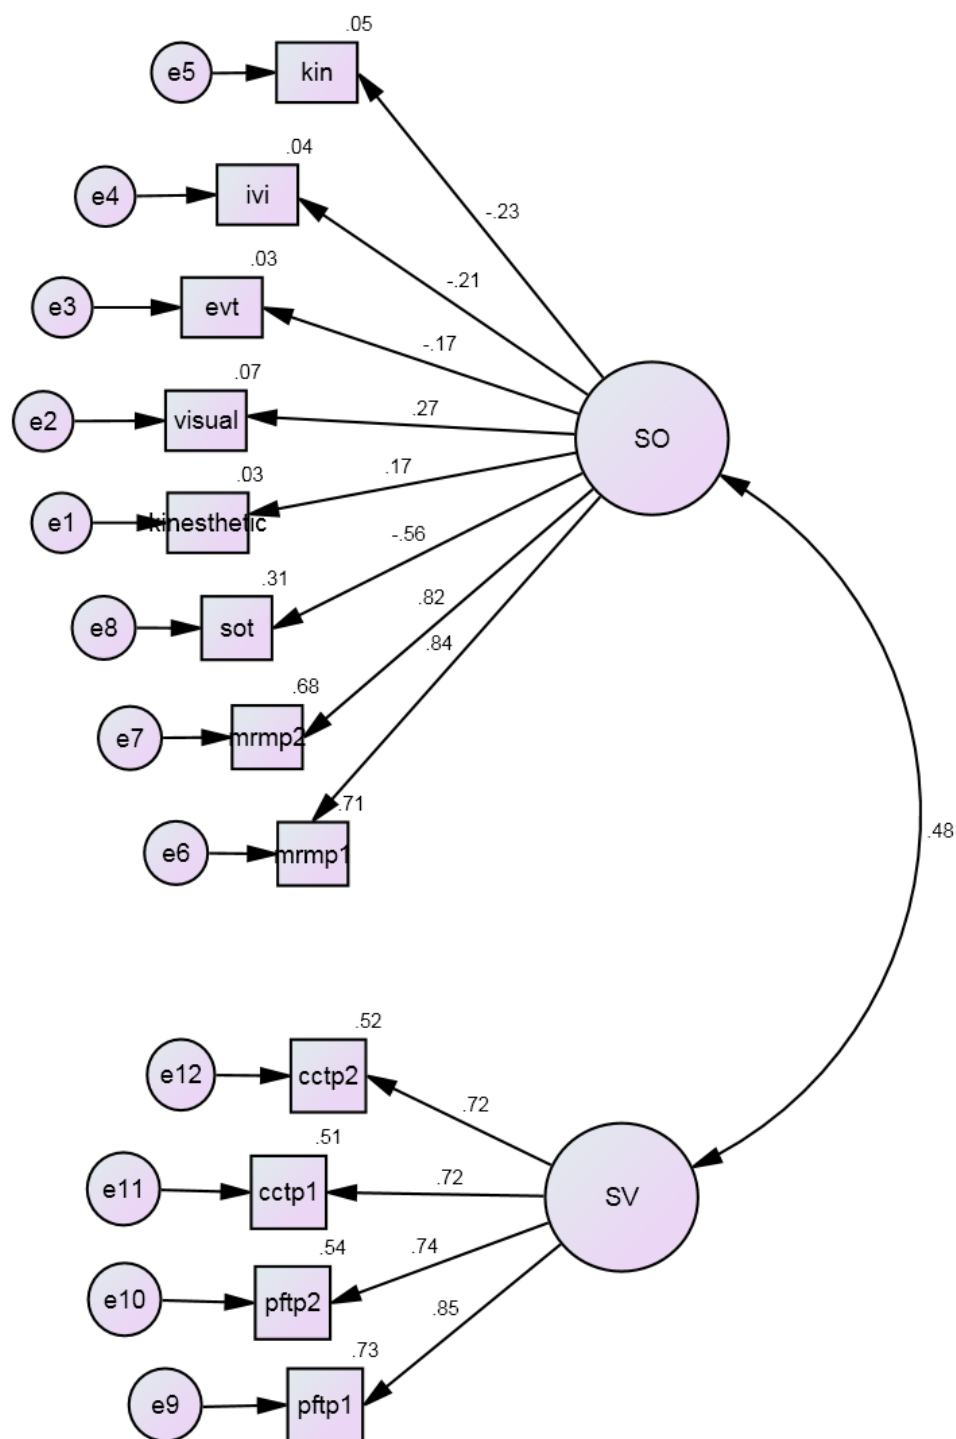 .05
e5
kin
.04
e4
ivi
-.23
.03
-.21
e3
evt
-.17
.07
e2
visual
.27
SO
.03
.17
e1
kinesthetic
-.56
.31
e8
sot
.82
.84
.68
e7
mrmp2
.71
e6
mrmp1
.48
.52
e12
cctp2
.72
.51
e11
cctp1
.72
SV
.54
.74
e10
pftp2
.85
.73
e9
pftp1